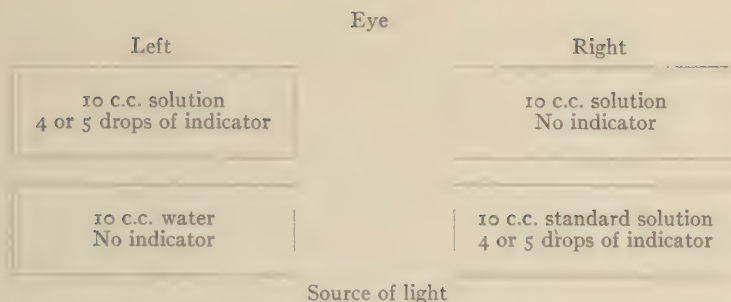 Eye
Left Right
10 c.c. solution 10 c.c. solution
4 or 5 drops of indicator No indicator
10 c.c. water 10 c.c. standard solution
No indicator 4 or 5 drops of indicator
Source of light